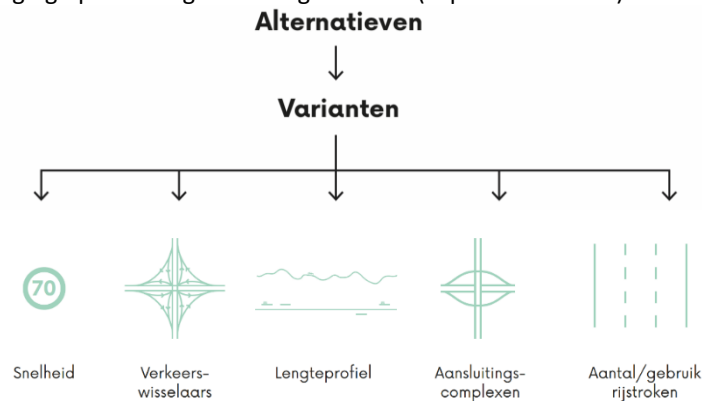 Alternatieven
Varianten
70
Snelheid
Verkeers-
wisselaars
Lengteprofiel
Aansluitings-
complexen
Aantal/gebruik
rijstroken